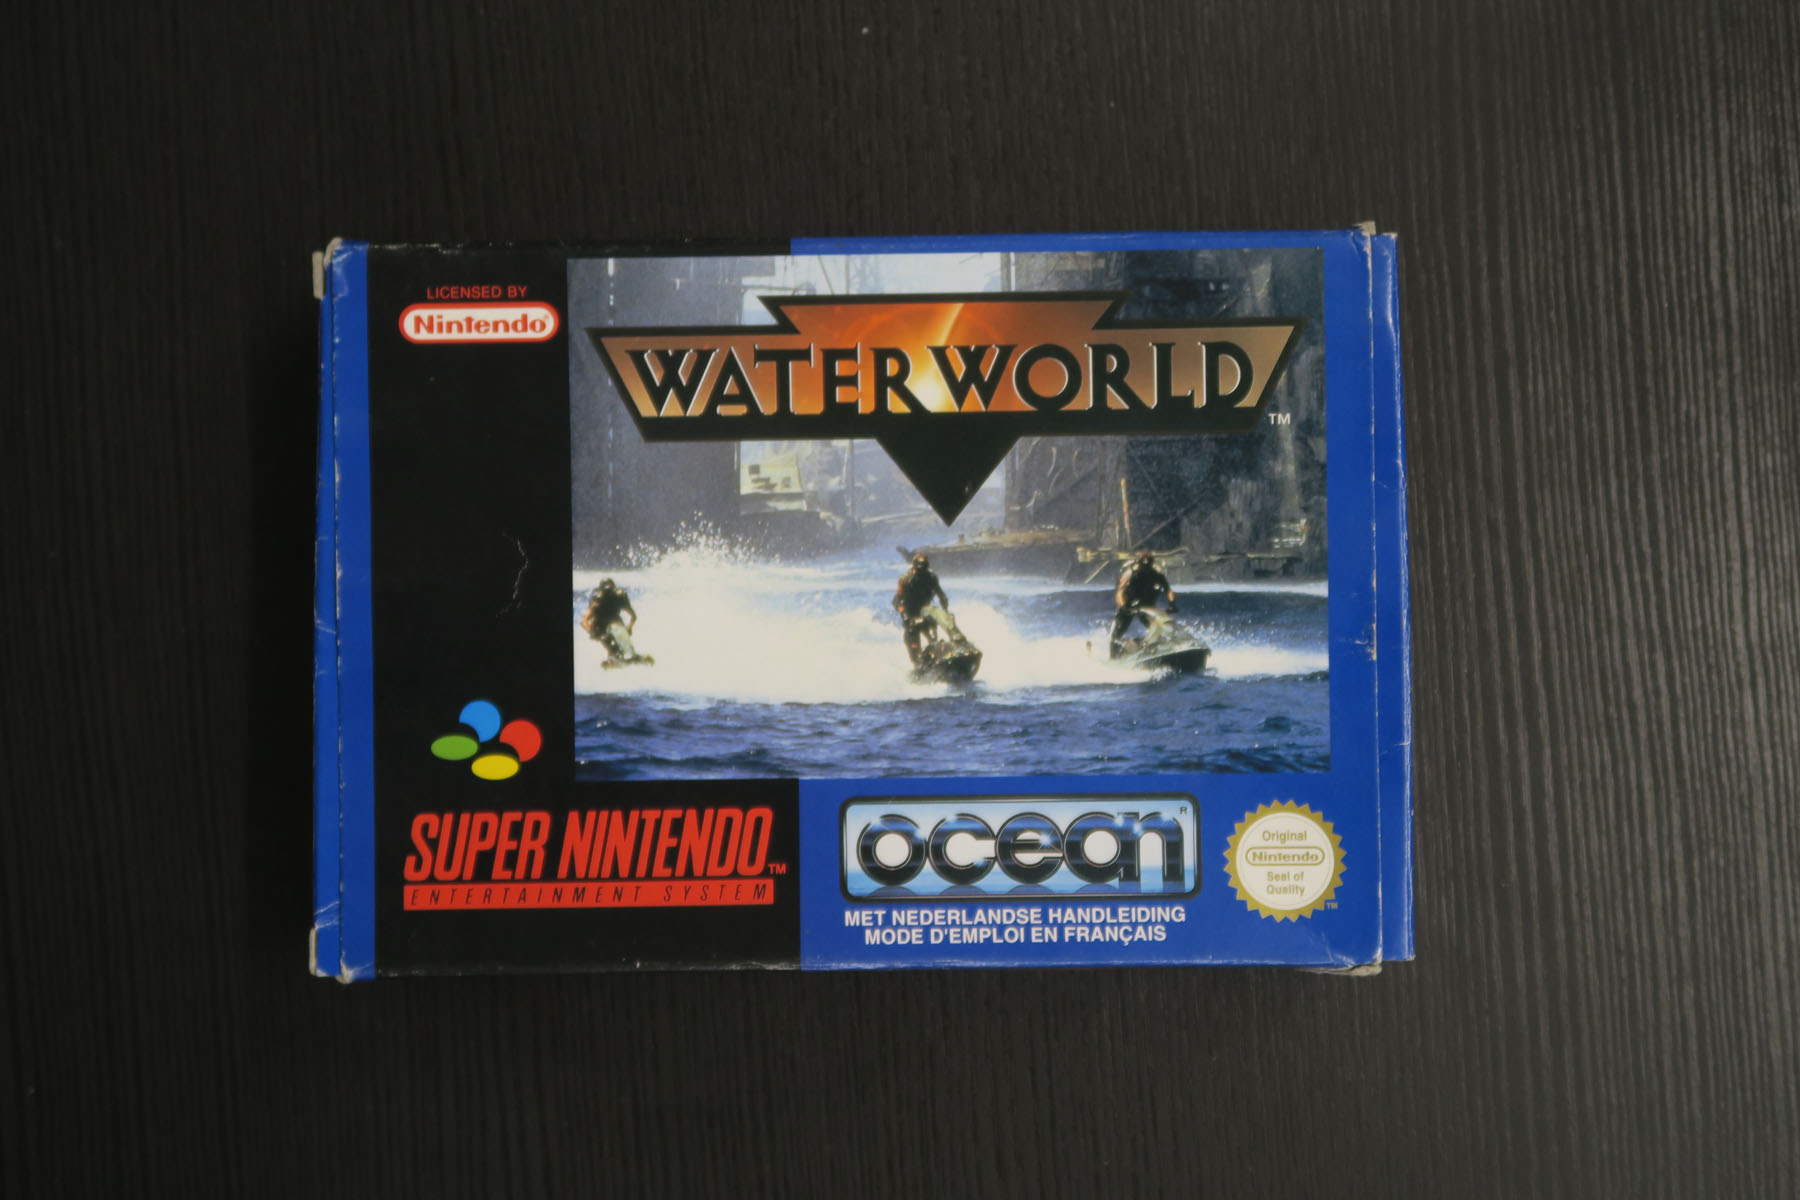 LICENSED BY
Nintendo®
WATERWORLD
TM
SUPER NINTENDO™
ENTERTAINMENT SYSTEM
ocean®
MET NEDERLANDSE HANDLEIDING
MODE D'EMPLOI EN FRANÇAIS
Original
Nintendo
Seal of
Quality
TM